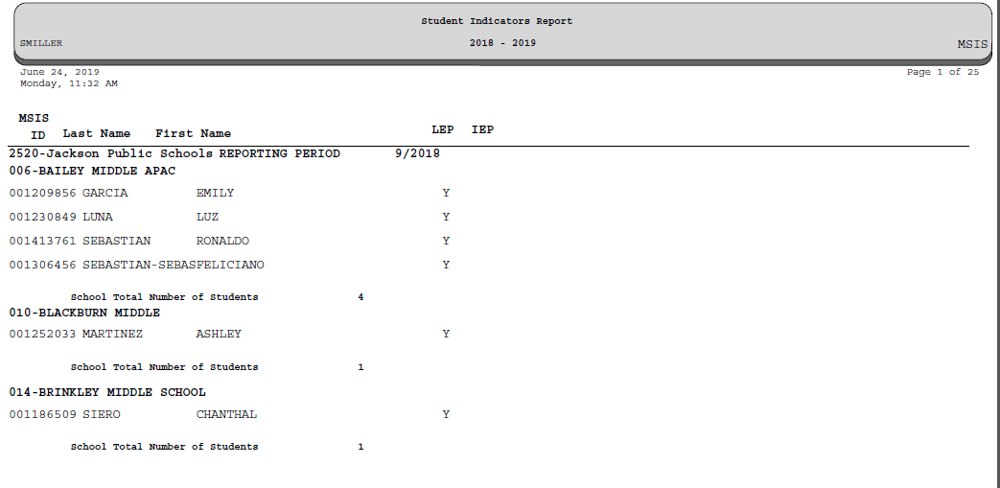 Student Indicators Report
SMILLER 2018 - 2019 MSIS
June 24, 2019 Page 1 of 25
Monday, 11:32 AM
MSIS
ID Last Name First Name LEP IEP
2520-Jackson Public Schools REPORTING PERIOD 9/2018
006-BAILEY MIDDLE APAC
001209856 GARCIA EMILY Y
001230849 LUNA LUZ Y
001413761 SEBASTIAN RONALDO Y
001306456 SEBASTIAN-SEBASFELICIANO Y
School Total Number of Students 4
010-BLACKBURN MIDDLE
001252033 MARTINEZ ASHLEY Y
School Total Number of Students 1
014-BRINKLEY MIDDLE SCHOOL
001186509 SIERO CHANTHAL Y
School Total Number of Students 1